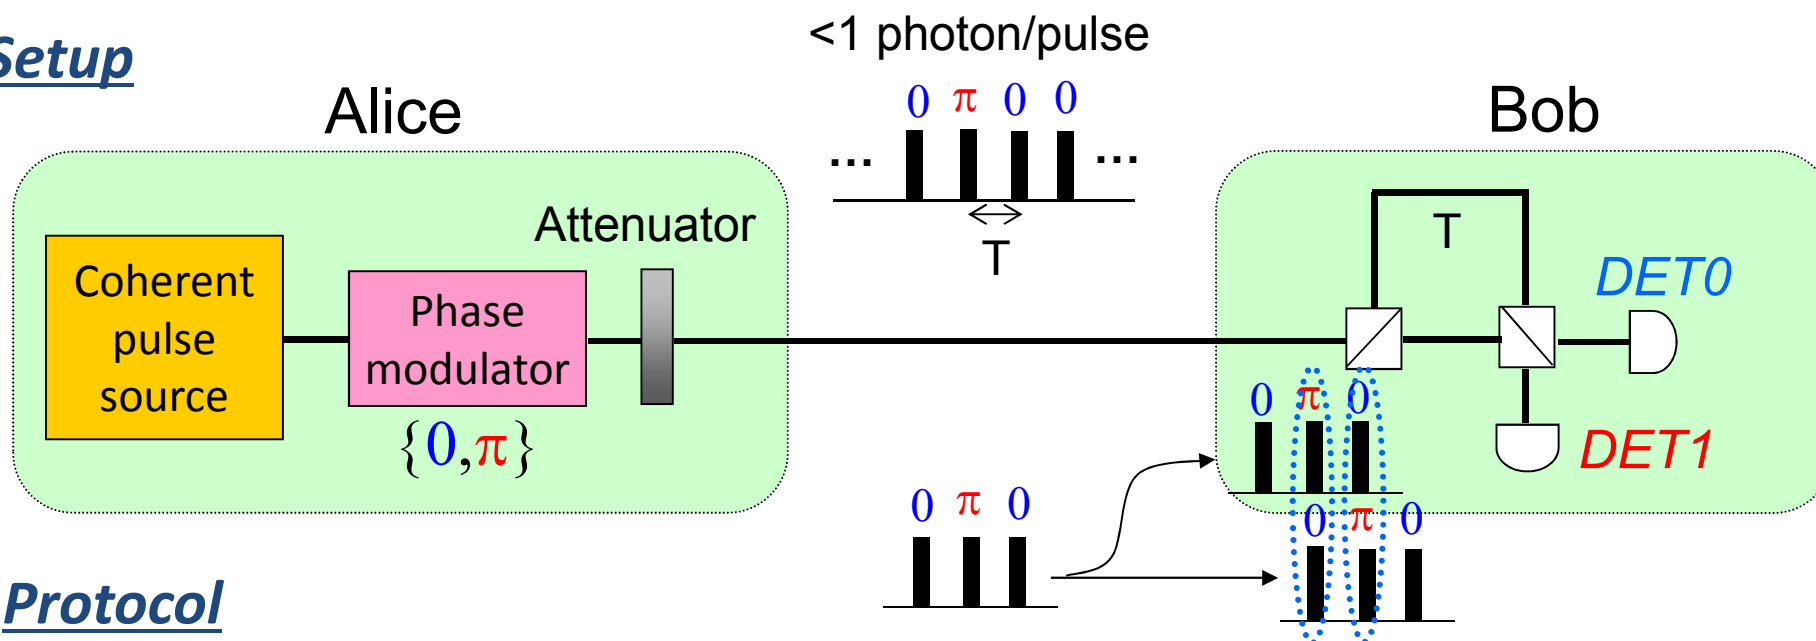 Setup
<1 photon/pulse
0 π 0 0
... ...
T
Alice
Coherent
pulse
source
Phase
modulator
{0,π}
Attenuator
Bob
T
DET0
DET1
0 π 0
0 π 0
0 π 0
Protocol